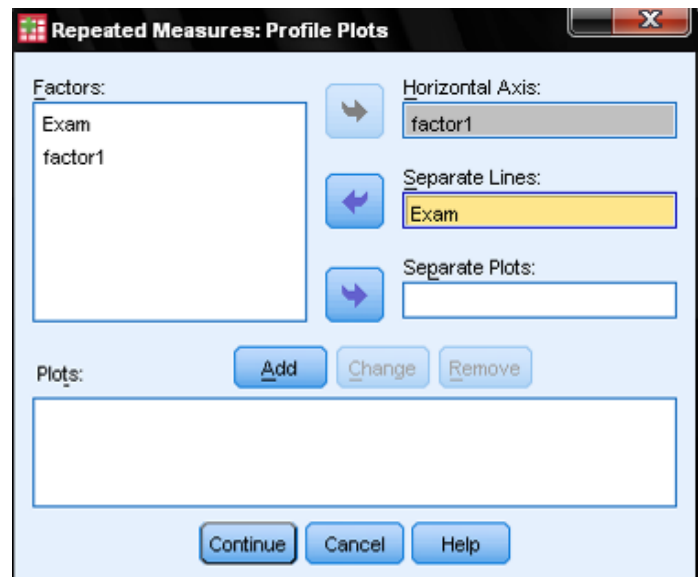 Repeated Measures: Profile Plots
X
Factors:
Exam
factor1
Horizontal Axis:
factor1
Separate Lines:
Exam
Separate Plots:
Plots:
Add
Change
Remove
Continue
Cancel
Help